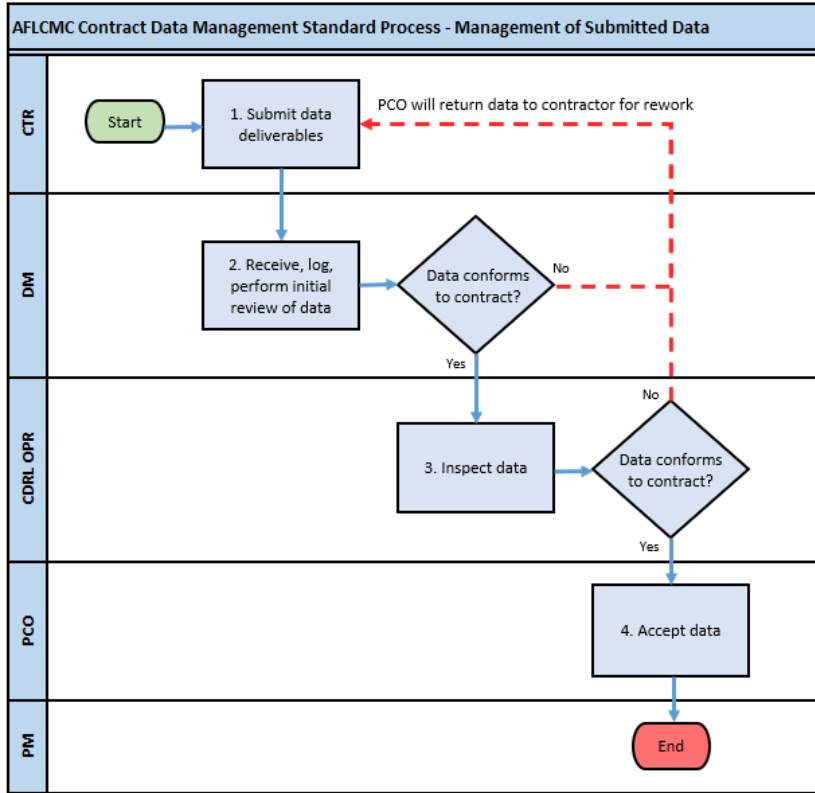 AFLCMC Contract Data Management Standard Process - Management of Submitted Data
CTR
Start
1. Submit data
deliverables
PCO will return data to contractor for rework
DM
2. Receive, log,
perform initial
review of data
Data conforms
to contract?
No
Yes
CDRL OPR
3. Inspect data
No
Data conforms
to contract?
Yes
PCO
4. Accept data
PM
End